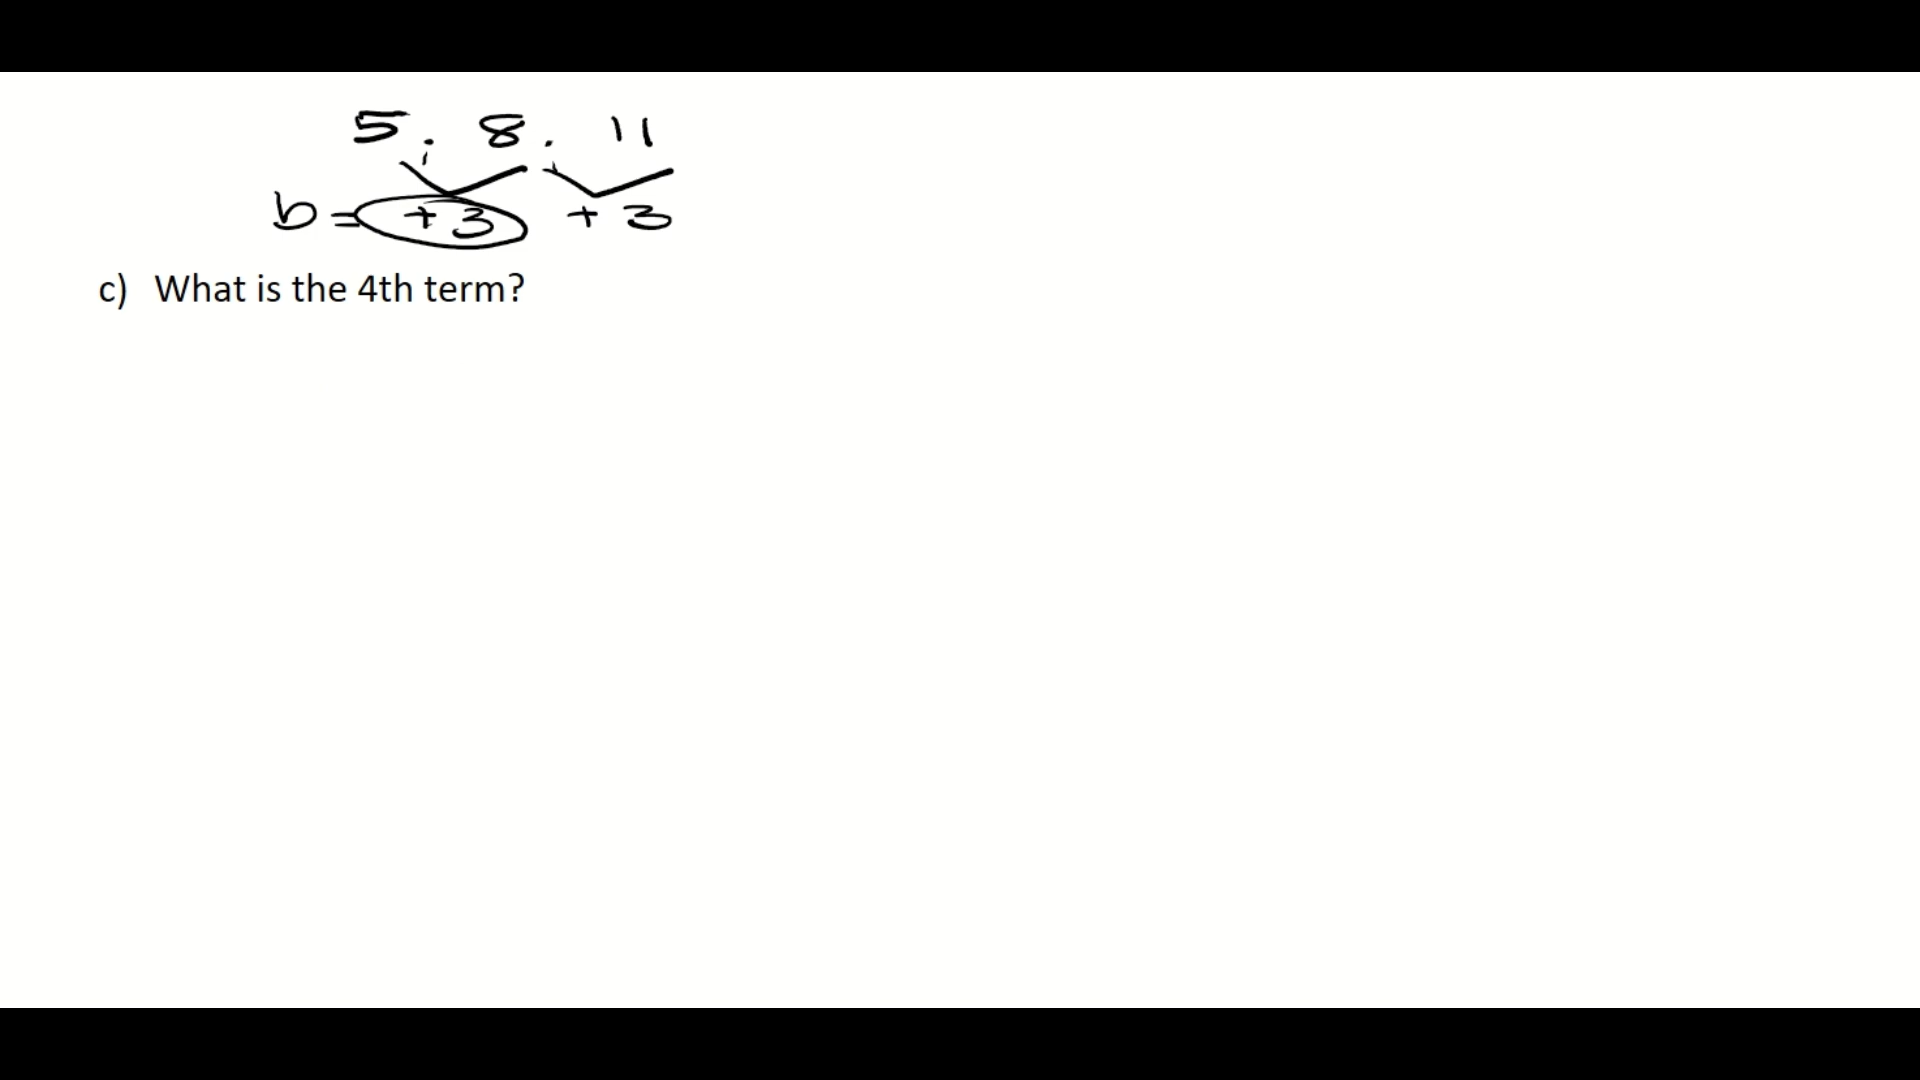 5; 8; 11
b = +3 +3
c) What is the 4th term?